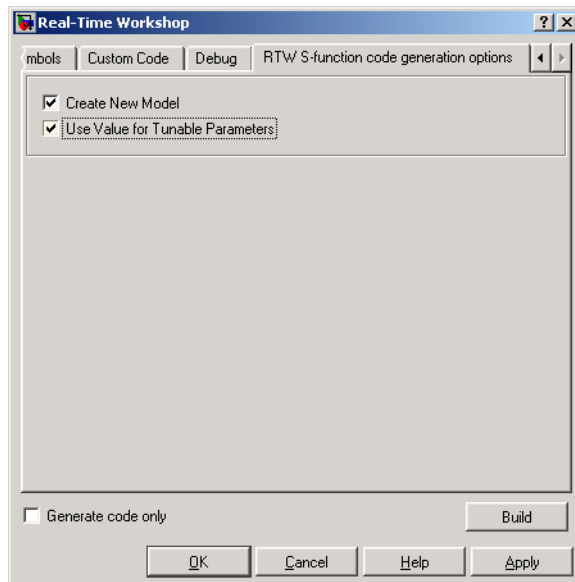 Real-Time Workshop
mbols Custom Code Debug RTW S-function code generation options
Create New Model
Use Value for Tunable Parameters
Generate code only
Build
OK Cancel Help Apply